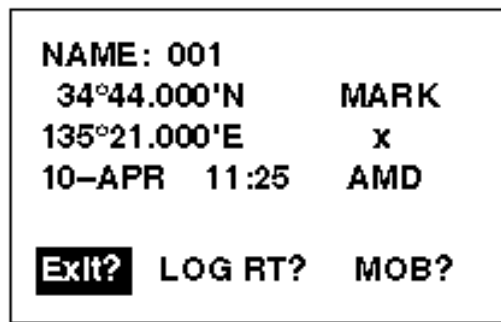 NAME: 001
34°44.000'N MARK
135°21.000'E x
10–APR 11:25 AMD
Exit? LOG RT? MOB?